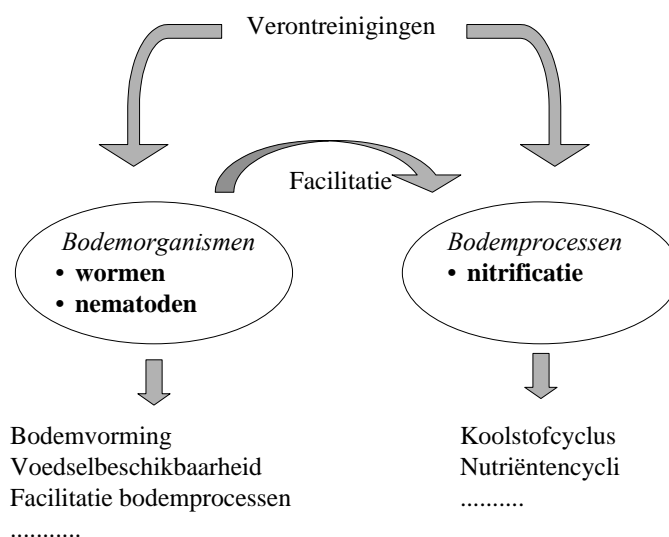 Verontreinigingen
Facilitatie
Bodemorganismen
• wormen
• nematoden
Bodemprocessen
• nitrificatie
Bodemvorming
Voedselbeschikbaarheid
Facilitatie bodemprocessen
...........
Koolstofcyclus
Nutriëntencycli
..........